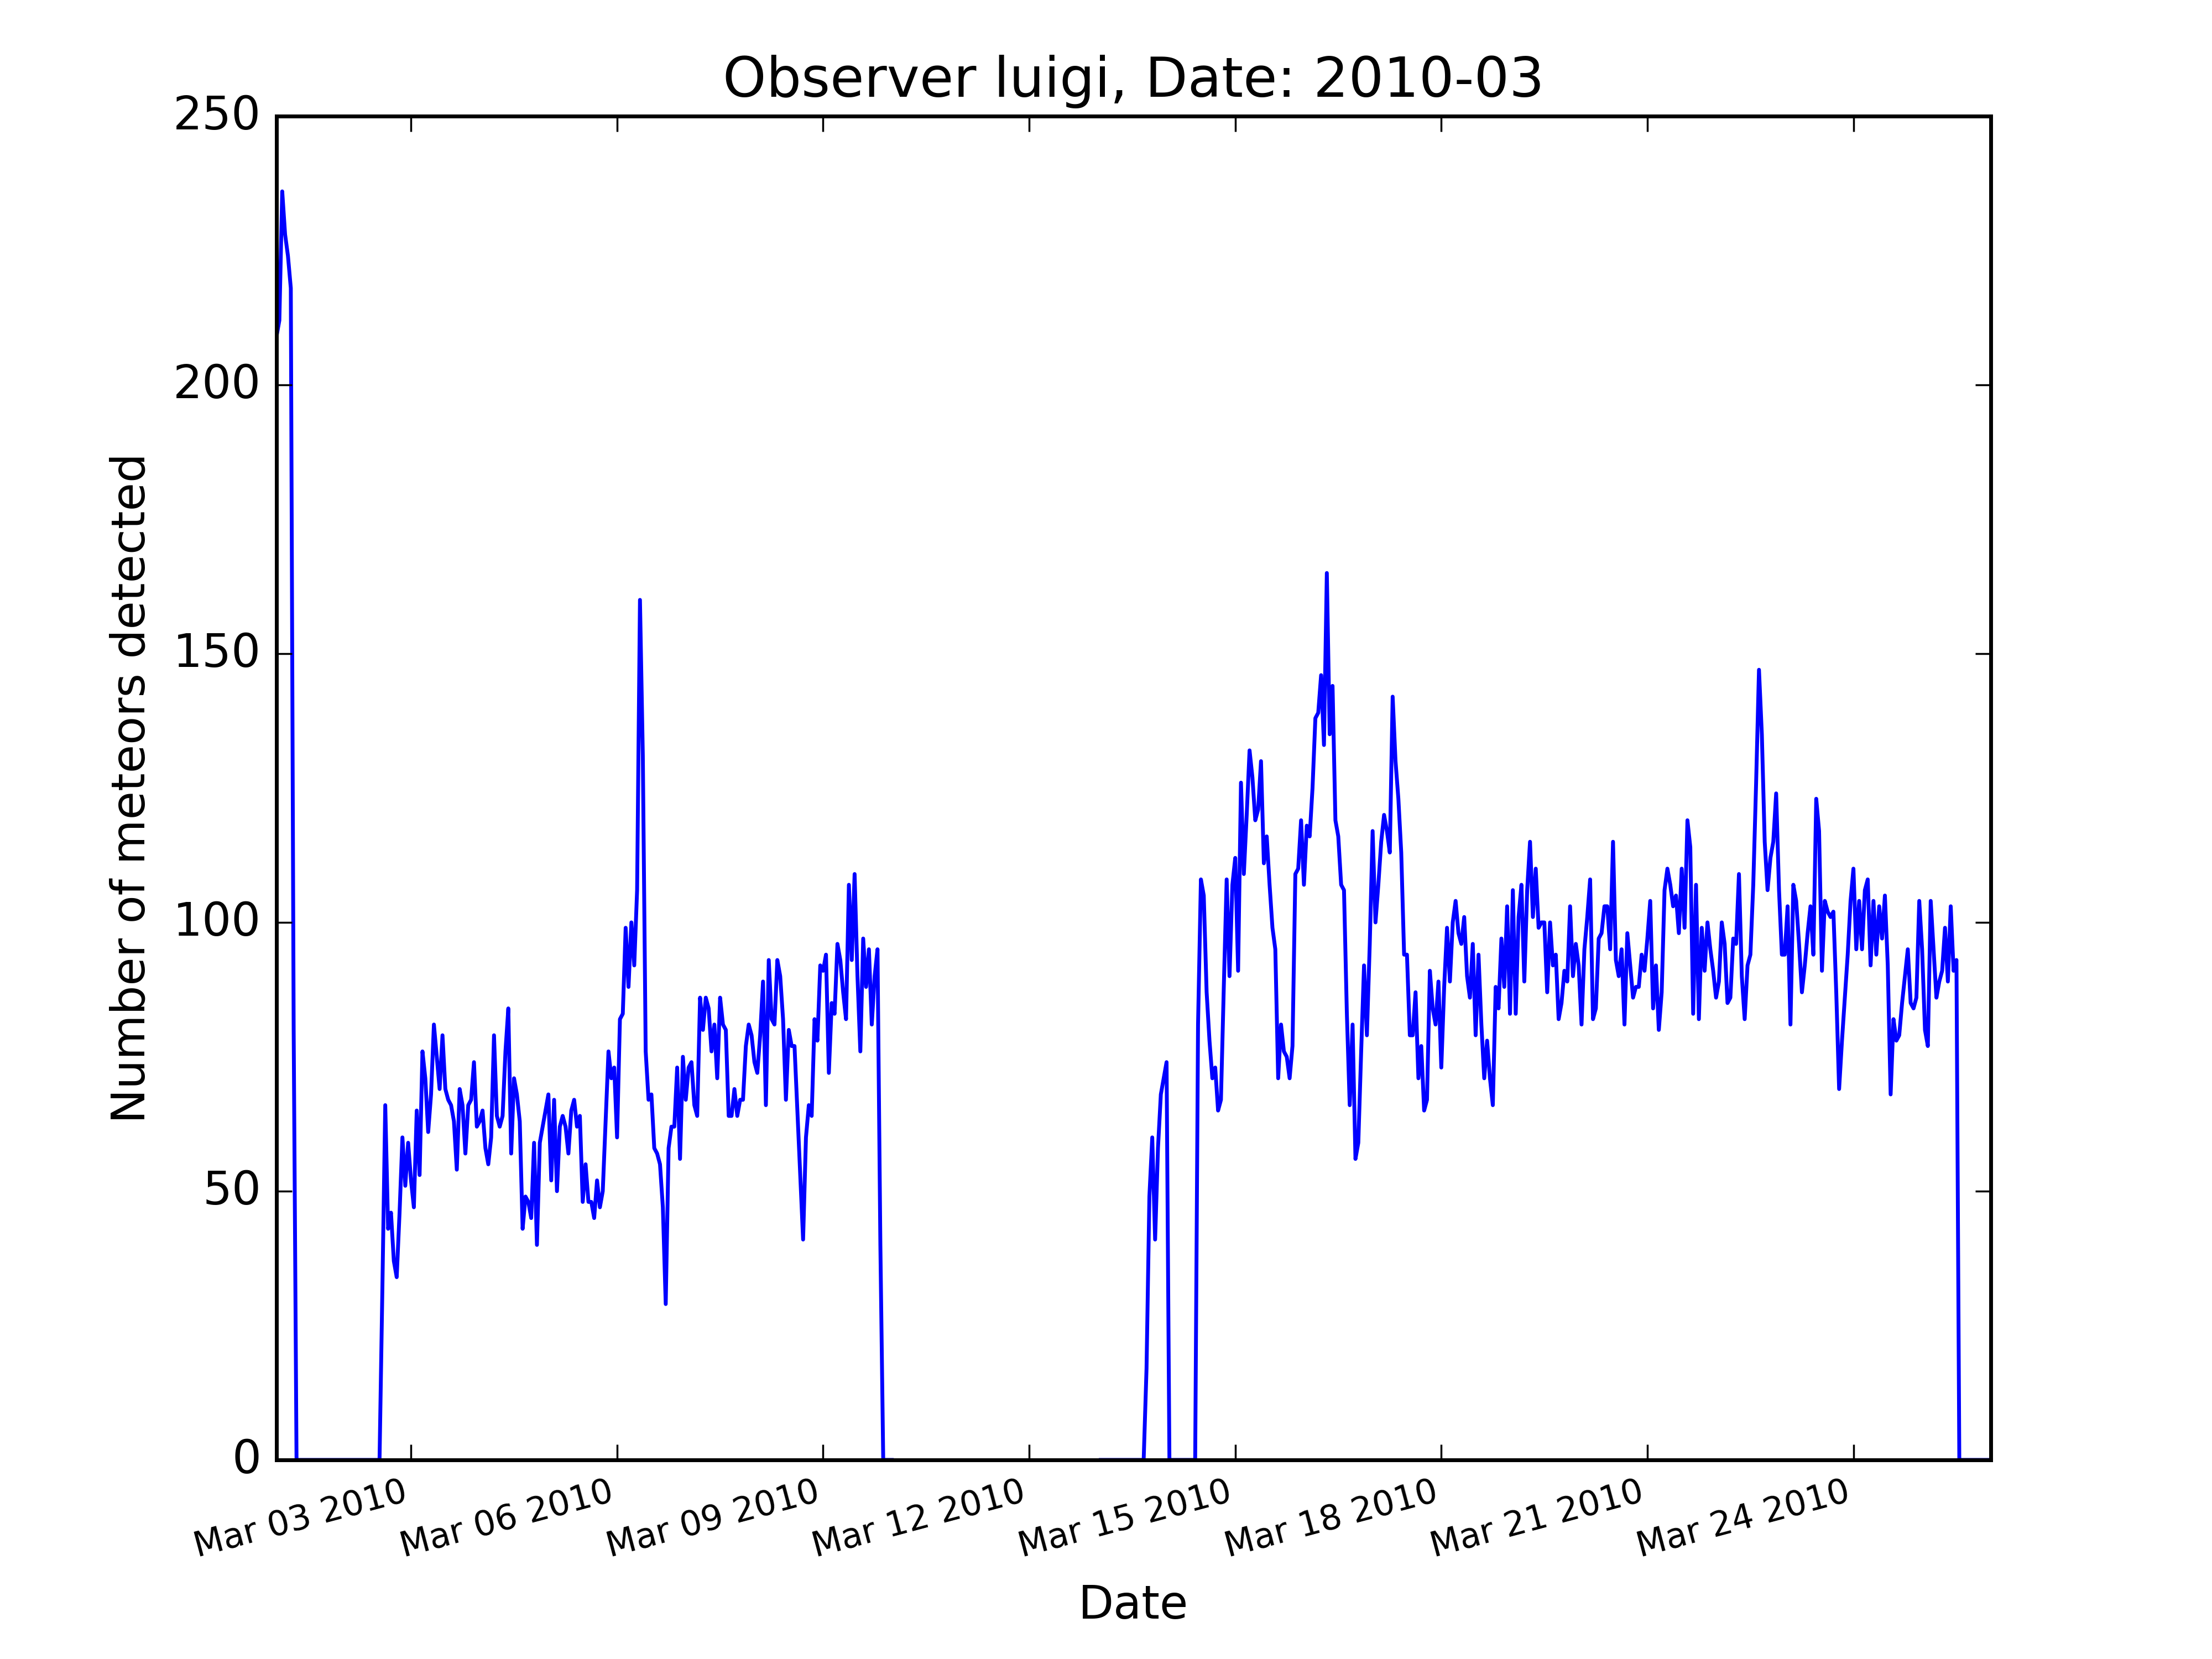 Observer luigi, Date: 2010-03
250
200
150
100
50
0
Number of meteors detected
Mar 03 2010
Mar 06 2010
Mar 09 2010
Mar 12 2010
Mar 15 2010
Mar 18 2010
Mar 21 2010
Mar 24 2010
Date